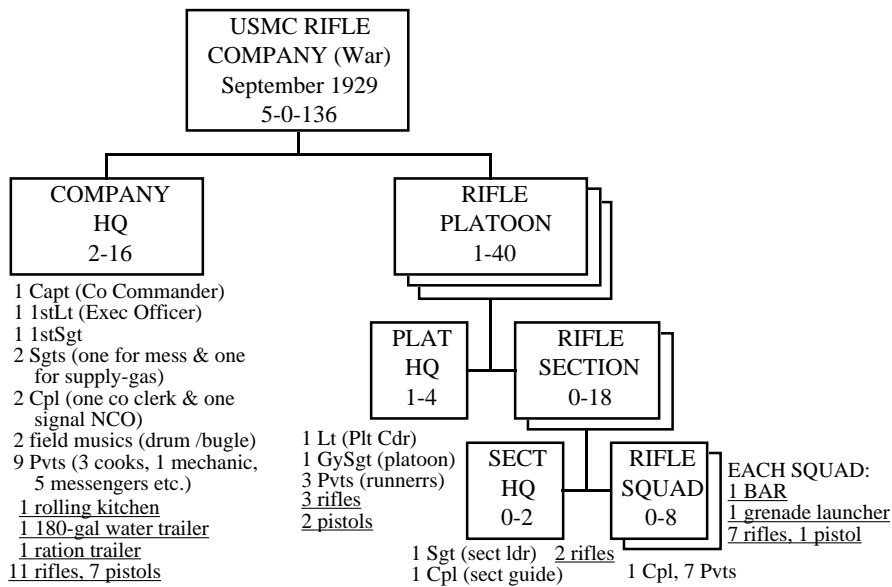 USMC RIFLE
COMPANY (War)
September 1929
5-0-136
COMPANY
HQ
2-16
1 Capt (Co Commander)
1 1stLt (Exec Officer)
1 1stSgt
2 Sgts (one for mess & one
for supply-gas)
2 Cpl (one co clerk & one
signal NCO)
2 field musics (drum /bugle)
9 Pvts (3 cooks, 1 mechanic,
5 messengers etc.)
1 rolling kitchen
1 180-gal water trailer
1 ration trailer
11 rifles, 7 pistols
RIFLE
PLATOON
1-40
PLAT
HQ
1-4
1 Lt (Plt Cdr)
1 GySgt (platoon)
3 Pvts (runnerrs)
3 rifles
2 pistols
RIFLE
SECTION
0-18
SECT
HQ
0-2
1 Sgt (sect ldr)
1 Cpl (sect guide)
2 rifles
RIFLE
SQUAD
0-8
1 Cpl, 7 Pvts
EACH SQUAD:
1 BAR
1 grenade launcher
7 rifles, 1 pistol